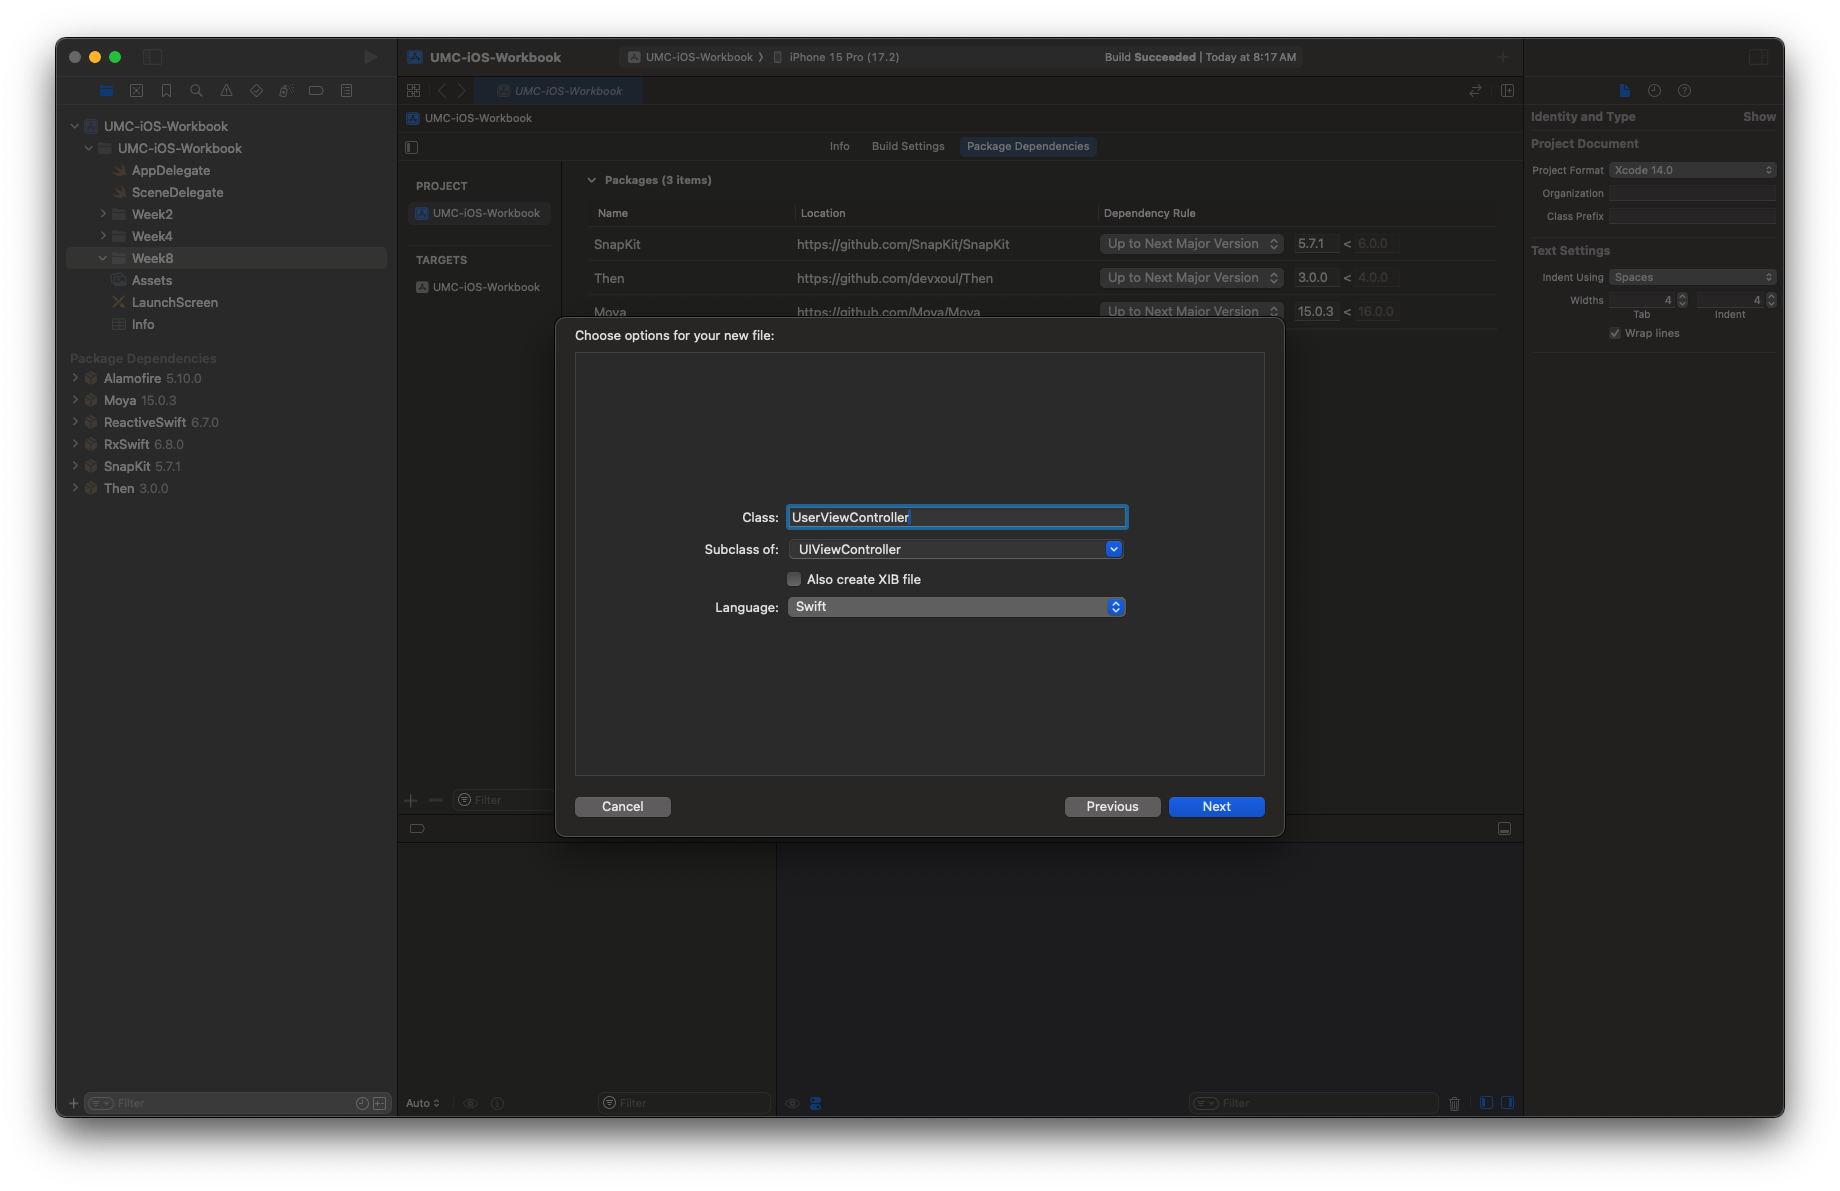 UMC-iOS-Workbook
UMC-iOS-Workbook
iPhone 15 Pro (17.2)
Build Succeeded | Today at 8:17 AM
UMC-iOS-Workbook
UMC-iOS-Workbook
Info
Build Settings
Package Dependencies
UMC-iOS-Workbook
UMC-iOS-Workbook
AppDelegate
SceneDelegate
Week2
Week4
Week8
Assets
LaunchScreen
Info
Package Dependencies
Alamofire 5.10.0
Moya 15.0.3
ReactiveSwift 6.7.0
RxSwift 6.8.0
SnapKit 5.7.1
Then 3.0.0
Filter
PROJECT
UMC-iOS-Workbook
TARGETS
UMC-iOS-Workbook
Filter
Packages (3 items)
Name Location Dependency Rule
SnapKit https://github.com/SnapKit/SnapKit Up to Next Major Version 5.7.1 < 6.0.0
Then https://github.com/devxoul/Then Up to Next Major Version 3.0.0 < 4.0.0
Moya https://github.com/Moya/Moya Up to Next Major Version 15.0.3 < 16.0.0
Choose options for your new file:
Class: UserViewController
Subclass of: UIViewController
Also create XIB file
Language: Swift
Cancel
Previous
Next
Auto
Filter
Filter
Identity and Type
Show
Project Document
Project Format Xcode 14.0
Organization
Class Prefix
Text Settings
Indent Using Spaces
Widths 4 4
Tab Indent
Wrap lines